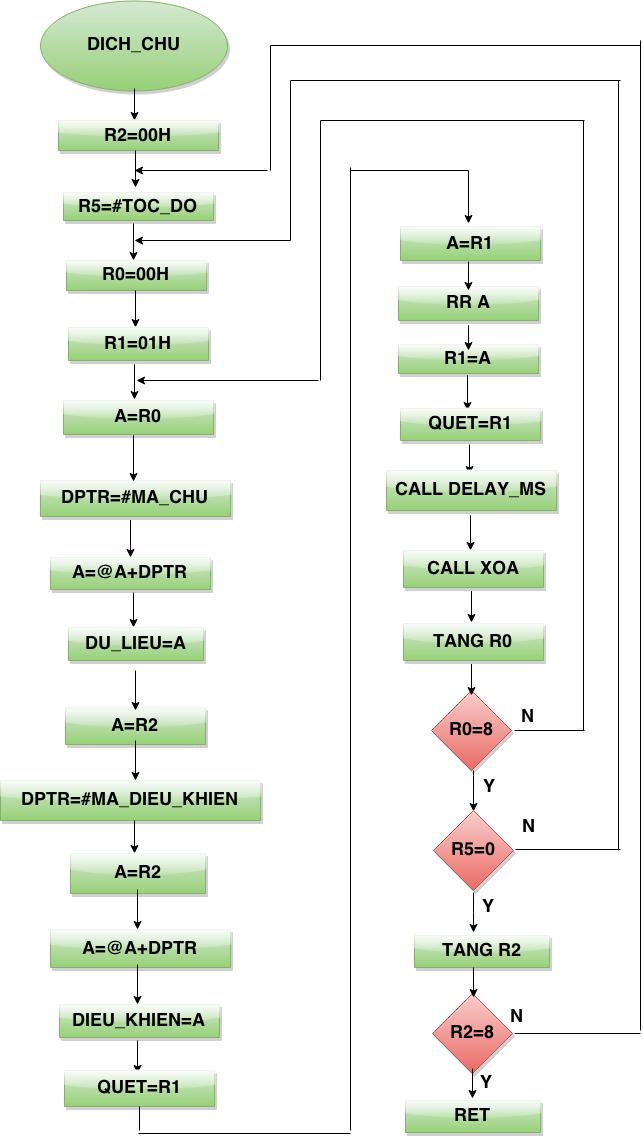 DICH_CHU
R2=00H
R5=#TOC_DO
R0=00H
R1=01H
A=R0
DPTR=#MA_CHU
A=@A+DPTR
DU_LIEU=A
A=R2
DPTR=#MA_DIEU_KHIEN
A=R2
A=@A+DPTR
DIEU_KHIEN=A
QUET=R1
A=R1
RR A
R1=A
QUET=R1
CALL DELAY_MS
CALL XOA
TANG R0
R0=8
N
Y
R5=0
N
Y
TANG R2
R2=8
N
Y
RET